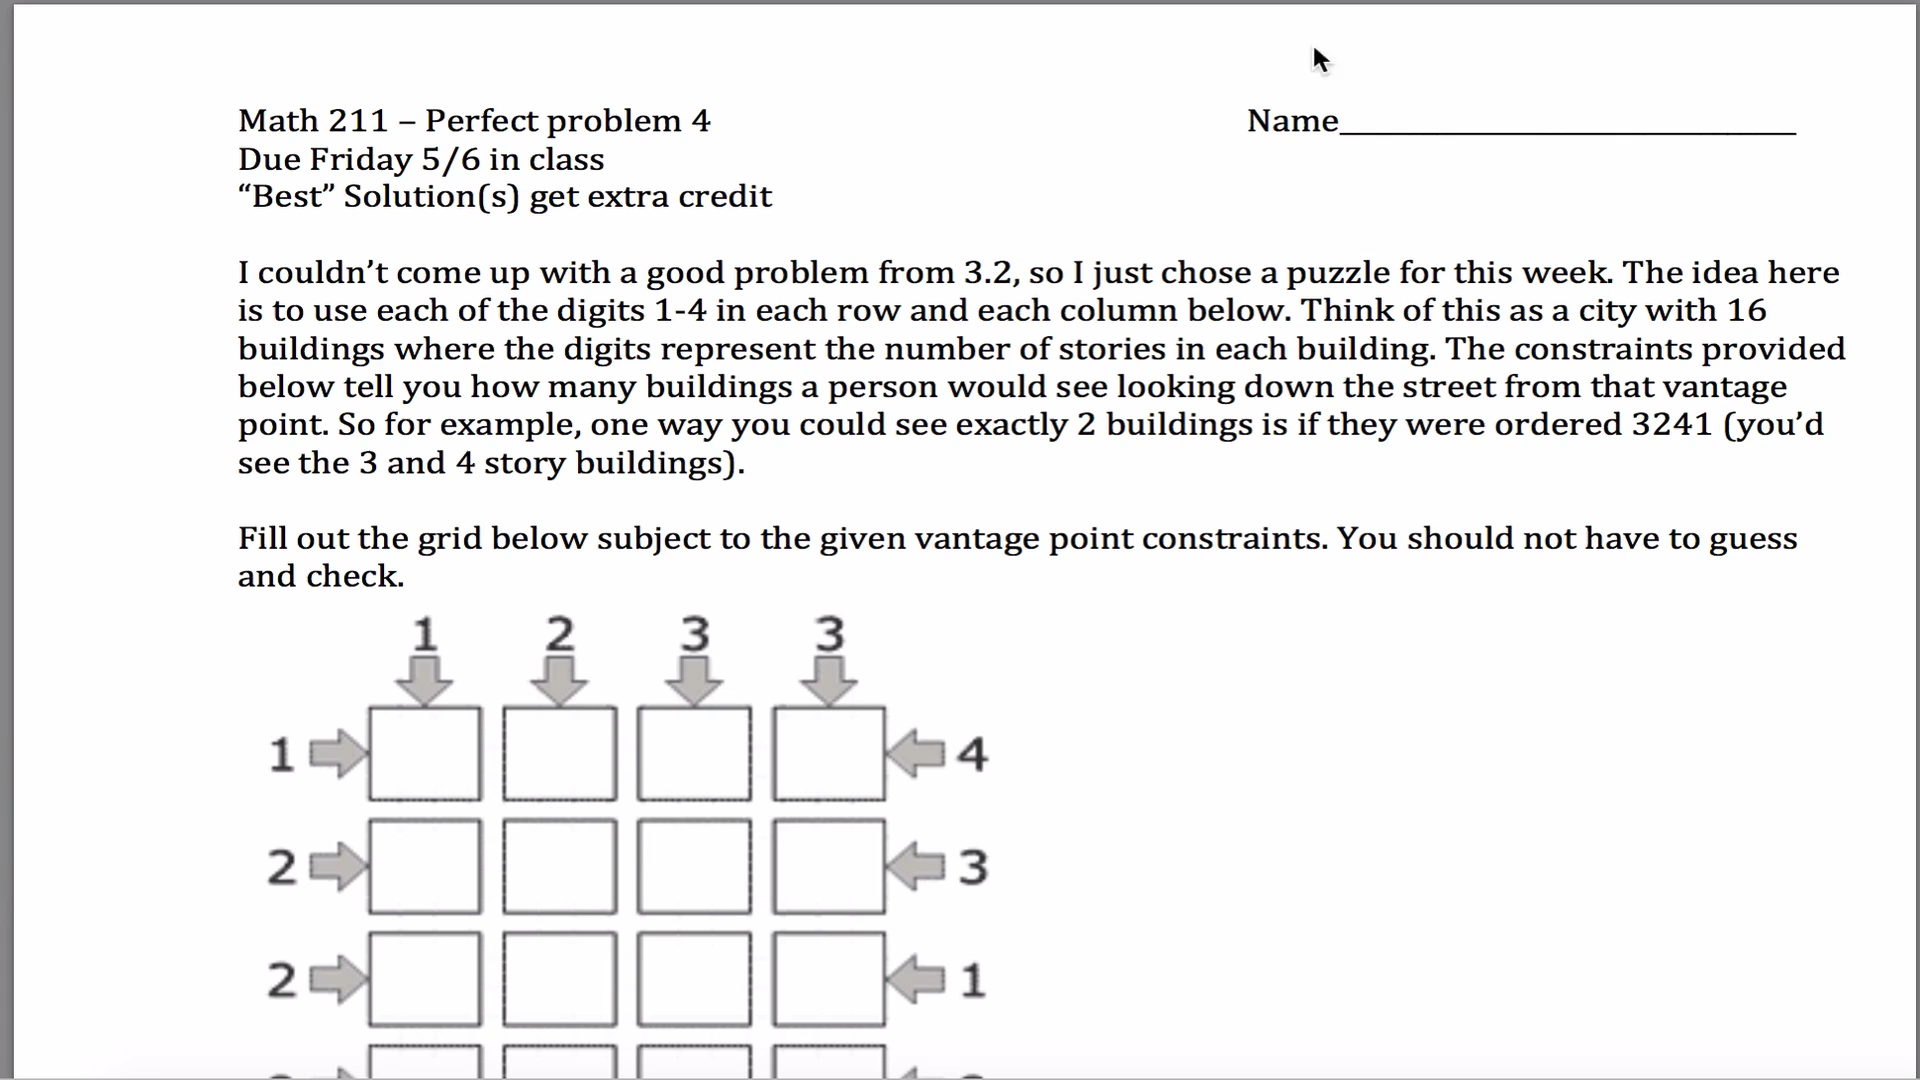 Math 211 – Perfect problem 4 Name__________________________
Due Friday 5/6 in class
“Best” Solution(s) get extra credit
I couldn’t come up with a good problem from 3.2, so I just chose a puzzle for this week. The idea here
is to use each of the digits 1-4 in each row and each column below. Think of this as a city with 16
buildings where the digits represent the number of stories in each building. The constraints provided
below tell you how many buildings a person would see looking down the street from that vantage
point. So for example, one way you could see exactly 2 buildings is if they were ordered 3241 (you’d
see the 3 and 4 story buildings).
Fill out the grid below subject to the given vantage point constraints. You should not have to guess
and check.
1 2 3 3
1 4
2 3
2 1